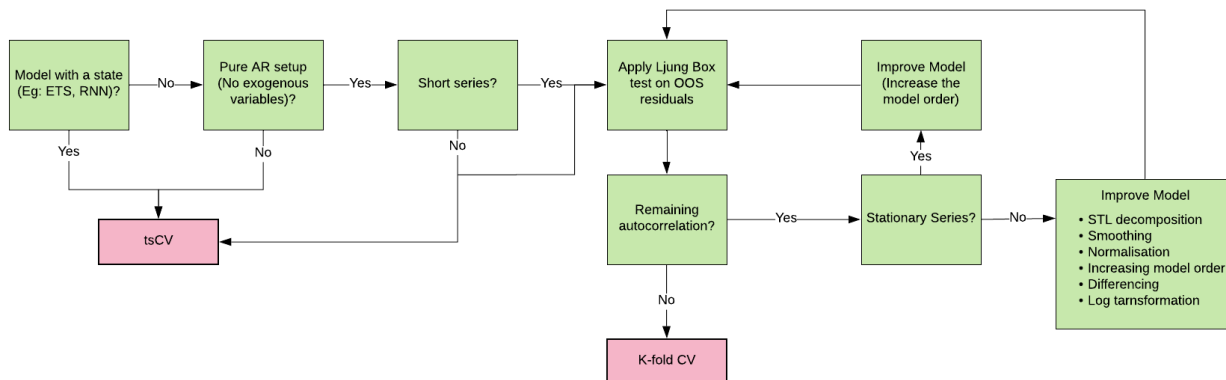 Model with a state
(Eg: ETS, RNN)?
No
Pure AR setup
(No exogenous
variables)?
Yes
Short series?
Yes
Apply Ljung Box
test on OOS
residuals
Improve Model
(Increase the
model order)
Yes
No
No
Yes
tsCV
Remaining
autocorrelation?
Yes
Stationary Series?
No
Improve Model
• STL decomposition
• Smoothing
• Normalisation
• Increasing model order
• Differencing
• Log tarnsformation
No
K-fold CV